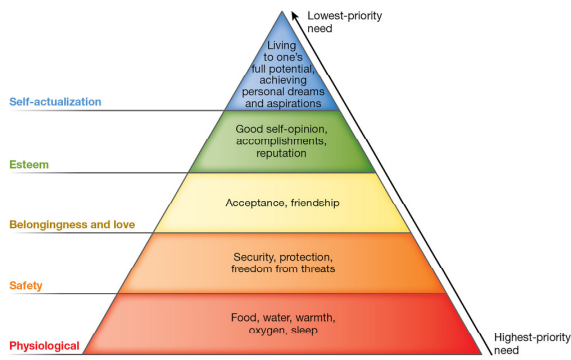 Lowest-priority
need
Living
to one's
full potential,
achieving
personal dreams
and aspirations
Self-actualization
Good self-opinion,
accomplishments,
reputation
Esteem
Acceptance, friendship
Belongingness and love
Security, protection,
freedom from threats
Safety
Food, water, warmth,
oxygen, sleep
Physiological
Highest-priority
need